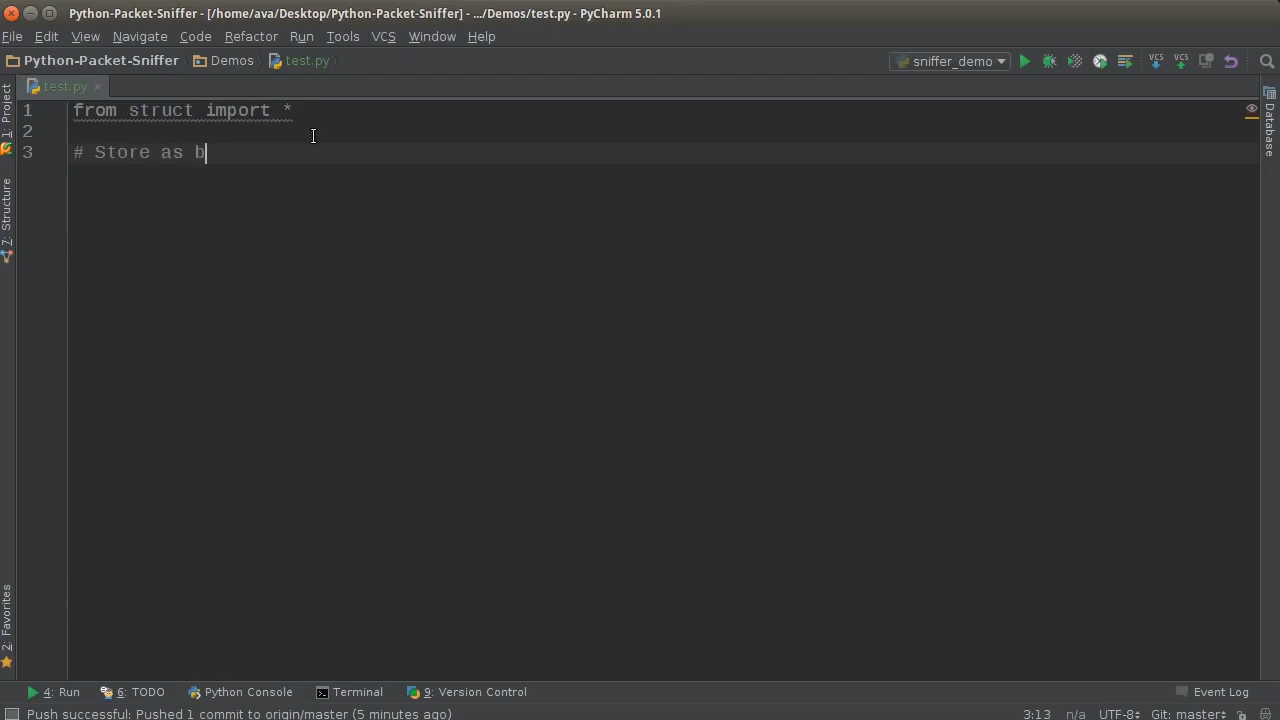 Python-Packet-Sniffer - [/home/ava/Desktop/Python-Packet-Sniffer] - .../Demos/test.py - PyCharm 5.0.1
File Edit View Navigate Code Refactor Run Tools VCS Window Help
Python-Packet-Sniffer Demos test.py sniffer_demo VCS VCS
test.py
1 from struct import *
2
3 # Store as b
1: Project
7: Structure
2: Favorites
Database
4: Run 6: TODO Python Console Terminal 9: Version Control Event Log
Push successful: Pushed 1 commit to origin/master (5 minutes ago) 3:13 n/a UTF-8 Git: master